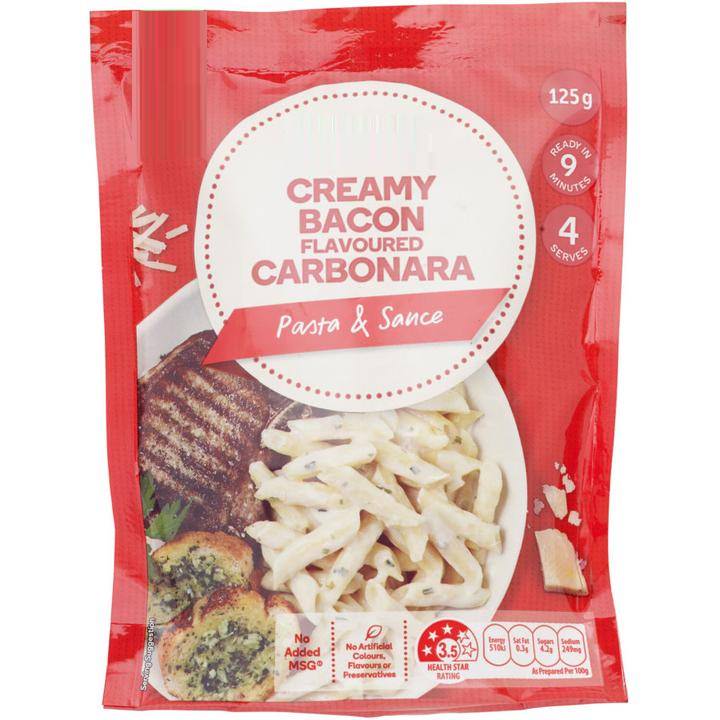 125g
READY IN
9
MINUTES
4
SERVES
CREAMY
BACON
FLAVOURED
CARBONARA
Pasta & Sauce
No
Added
MSG
No Artificial
Colours,
Flavours or
Preservatives
3.5
HEALTH STAR
RATING
Energy
510kJ
Sat Fat
0.3g
Sugars
4.2g
Sodium
249mg
As Prepared Per 100g
Serving Suggestion